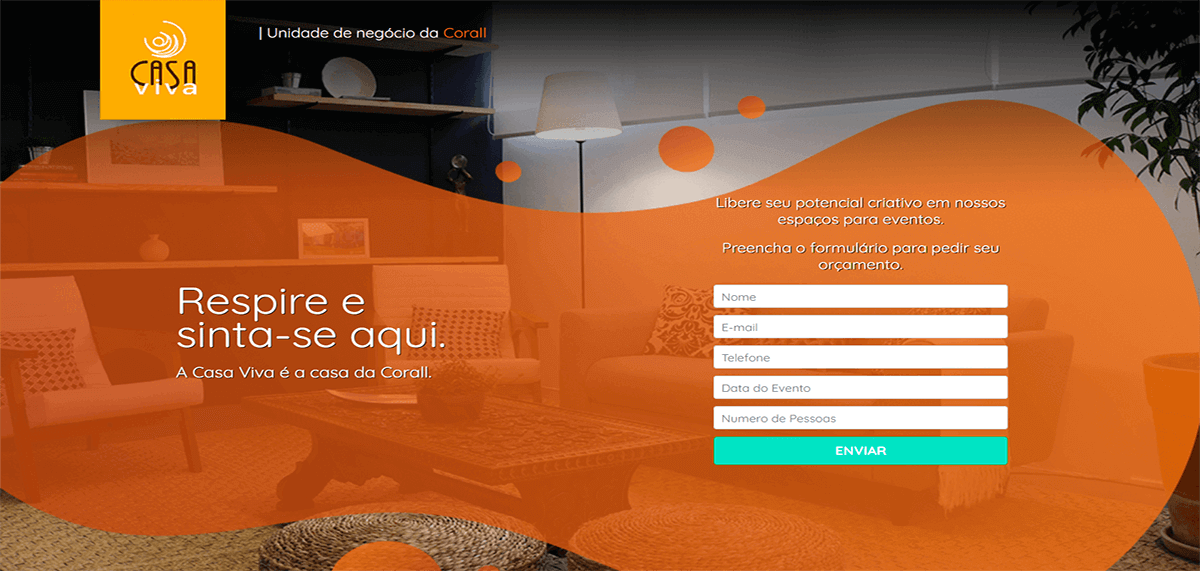 CASA
viva
| Unidade de negócio da Corall
Respire e
sinta-se aqui.
A Casa Viva é a casa da Corall.
Libere seu potencial criativo em nossos
espaços para eventos.
Preencha o formulário para pedir seu
orçamento.
Nome
E-mail
Telefone
Data do Evento
Numero de Pessoas
ENVIAR